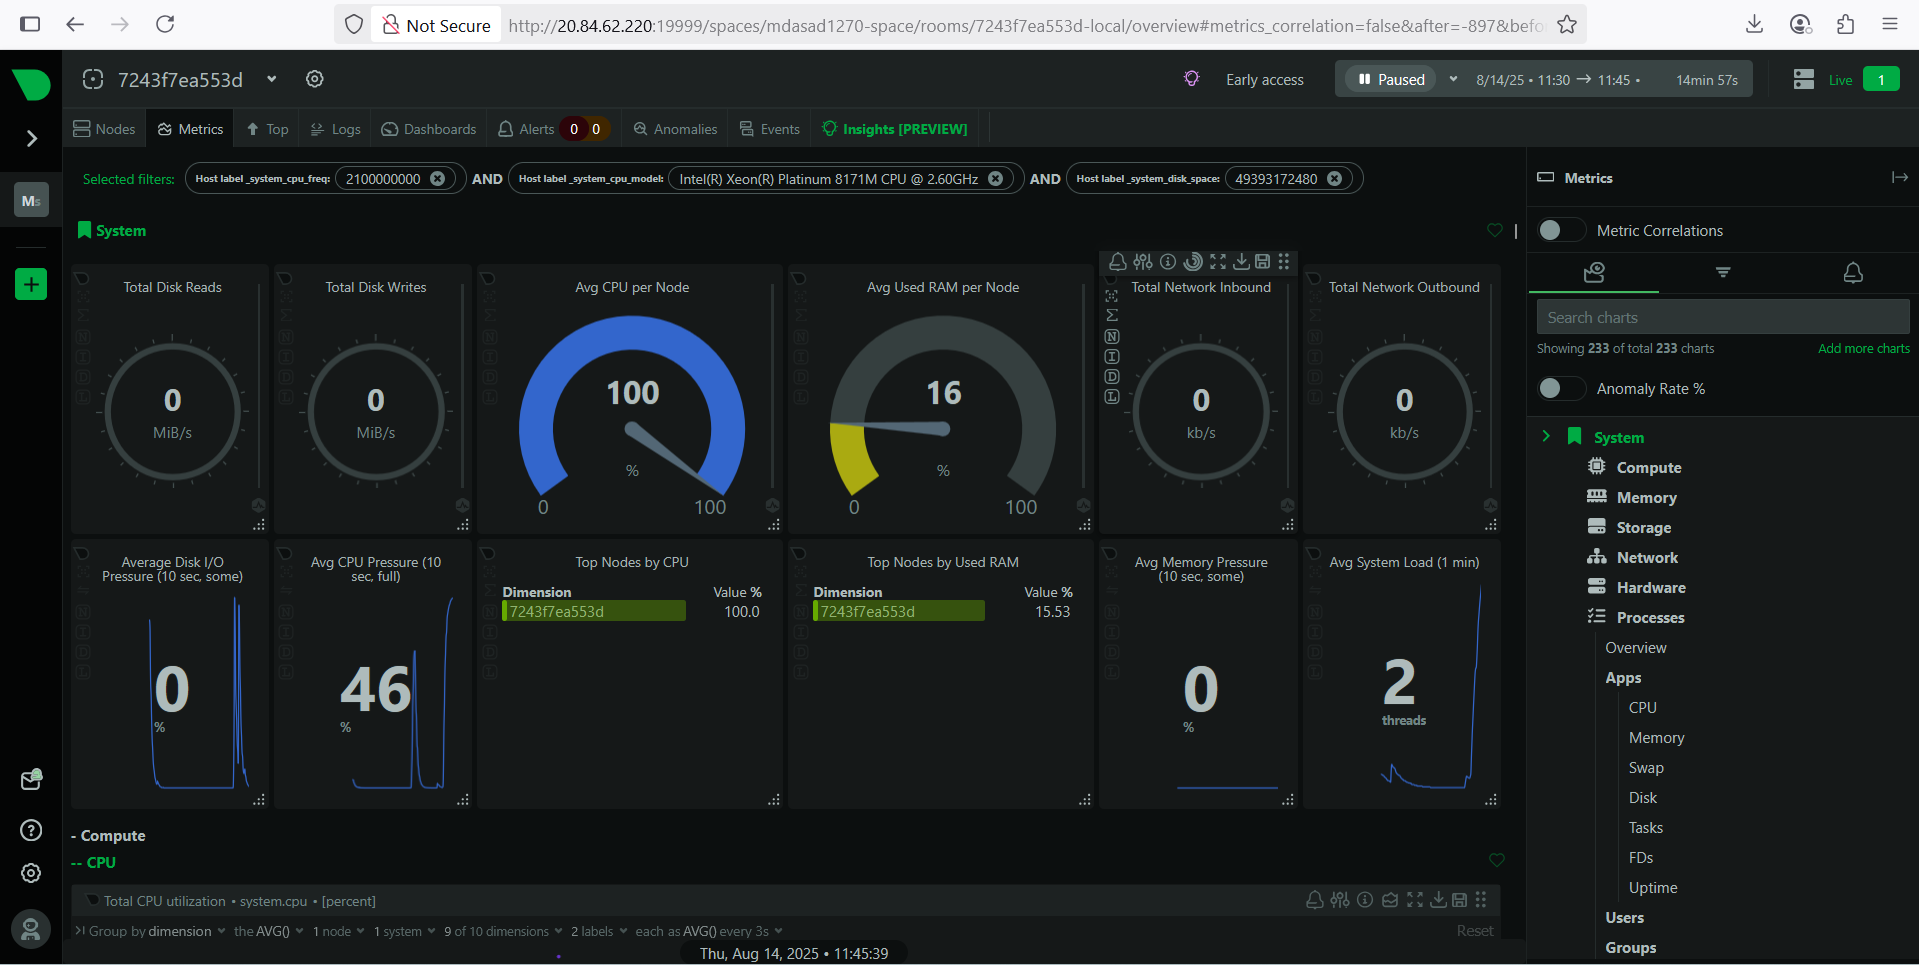 Not Secure http://20.84.62.220:19999/spaces/mdasad1270-space/rooms/7243f7ea553d-local/overview#metrics_correlation=false&after=-897&befo
7243f7ea553d
Early access
Paused 8/14/25 • 11:30 → 11:45 • 14min 57s
Live 1
Nodes Metrics Top Logs Dashboards Alerts 0 0 Anomalies Events Insights [PREVIEW]
Selected filters: Host label _system_cpu_freq: 2100000000 AND Host label _system_cpu_model: Intel(R) Xeon(R) Platinum 8171M CPU @ 2.60GHz AND Host label _system_disk_space: 49393172480
Ms
System
Total Disk Reads
0
MiB/s
Total Disk Writes
0
MiB/s
Avg CPU per Node
100
%
0 100
Avg Used RAM per Node
16
%
0 100
Total Network Inbound
0
kb/s
N
I
D
L
Total Network Outbound
0
kb/s
Average Disk I/O
Pressure (10 sec, some)
0
%
Avg CPU Pressure (10
sec, full)
46
%
Top Nodes by CPU
Dimension Value %
7243f7ea553d 100.0
Top Nodes by Used RAM
Dimension Value %
7243f7ea553d 15.53
Avg Memory Pressure
(10 sec, some)
0
%
Avg System Load (1 min)
2
threads
- Compute
-- CPU
Total CPU utilization • system.cpu • [percent]
Group by dimension the AVG() 1 node 1 system 9 of 10 dimensions 2 labels each as AVG() every 3s Reset
Thu, Aug 14, 2025 • 11:45:39
Metrics
Metric Correlations
Search charts
Showing 233 of total 233 charts Add more charts
Anomaly Rate %
System
Compute
Memory
Storage
Network
Hardware
Processes
Overview
Apps
CPU
Memory
Swap
Disk
Tasks
FDs
Uptime
Users
Groups